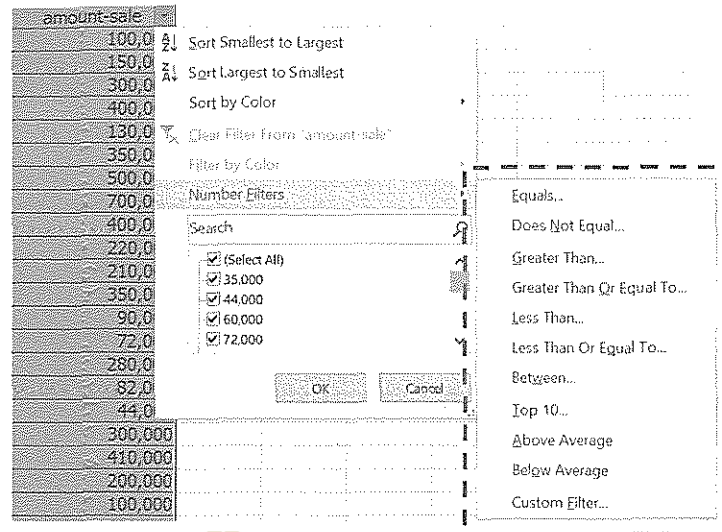 amount-sale
100,0
150,0
300,0
400,0
130,0
350,0
500,0
700,0
400,0
220,0
210,0
350,0
90,0
72,0
280,0
82,0
44,0
300,000
410,000
200,000
100,000
Sort Smallest to Largest
Sort Largest to Smallest
Sort by Color
Clear Filter From "amount-sale"
Filter by Color
Number Filters
Search
(Select All)
35,000
44,000
60,000
72,000
OK Cancel
Equals...
Does Not Equal...
Greater Than...
Greater Than Or Equal To...
Less Than...
Less Than Or Equal To...
Between...
Top 10...
Above Average
Below Average
Custom Filter...